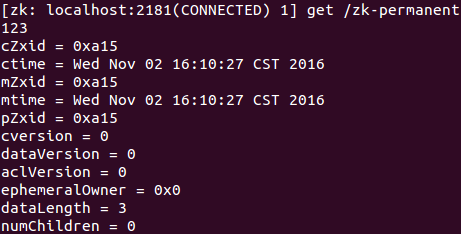 [zk: localhost:2181(CONNECTED) 1] get /zk-permanent
123
cZxid = 0xa15
ctime = Wed Nov 02 16:10:27 CST 2016
mZxid = 0xa15
mtime = Wed Nov 02 16:10:27 CST 2016
pZxid = 0xa15
cversion = 0
dataVersion = 0
aclVersion = 0
ephemeralOwner = 0x0
dataLength = 3
numChildren = 0